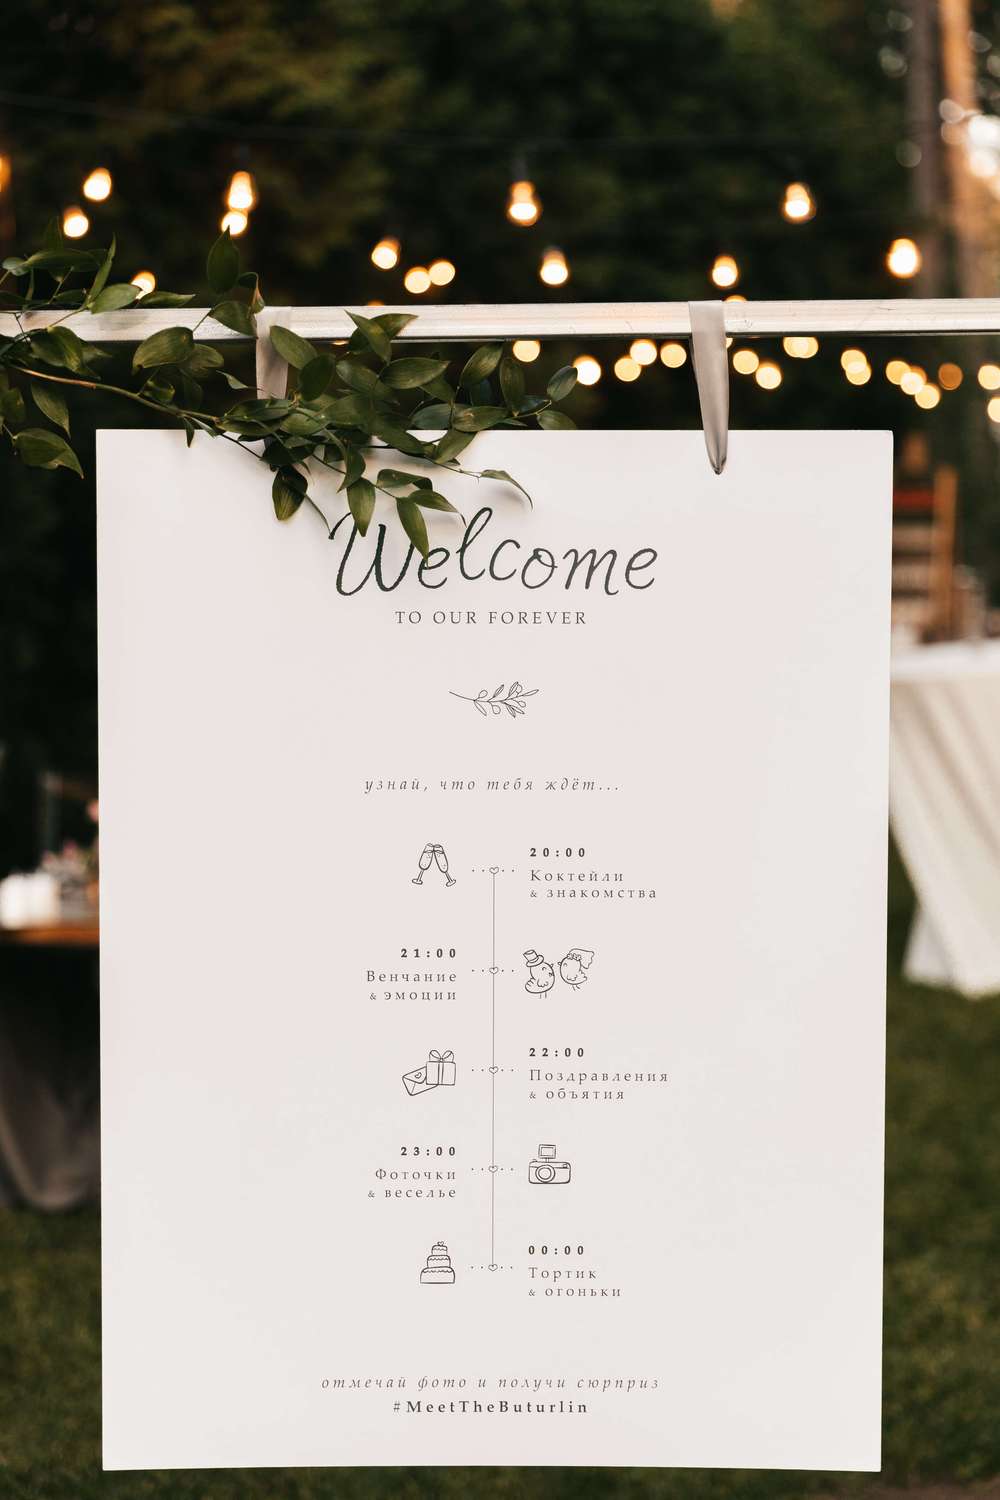 Welcome
TO OUR FOREVER
узнай, что тебя ждёт...
20:00
Коктейли
& знакомства
21:00
Венчание
& эмоции
22:00
Поздравления
& объятия
23:00
Фоточки
& веселье
00:00
Тортик
& огоньки
отмечай фото и получи сюрприз
#MeetTheButurlin